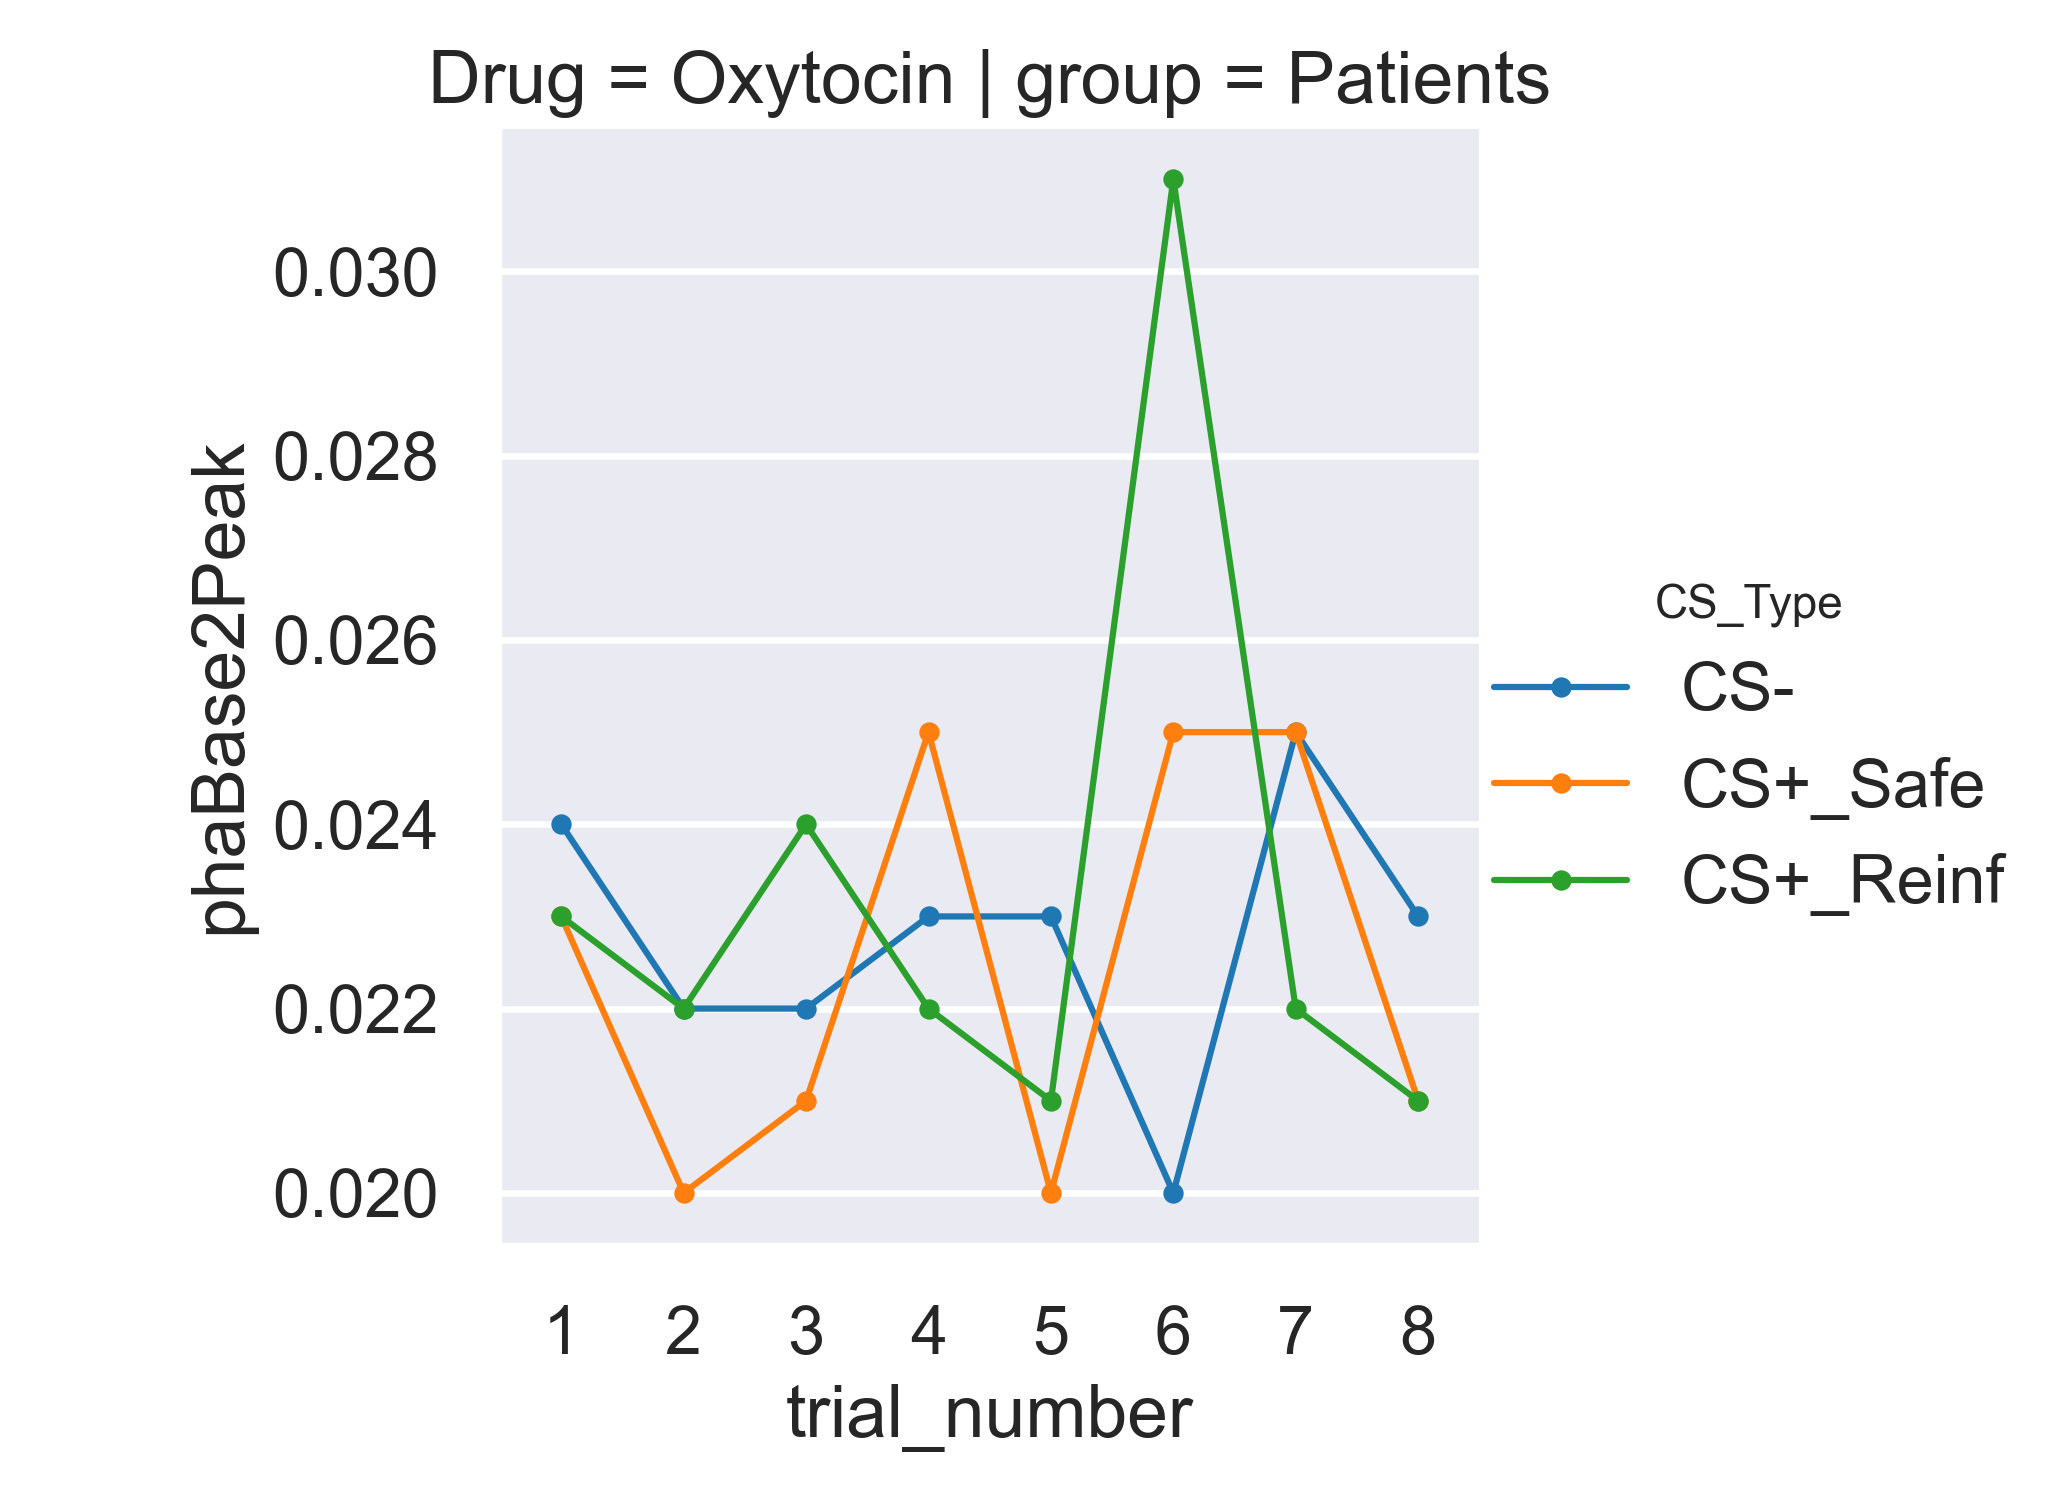 Drug = Oxytocin | group = Patients
phaBase2Peak
0.030
0.028
0.026
0.024
0.022
0.020
1 2 3 4 5 6 7 8
trial_number
CS_Type
CS-
CS+_Safe
CS+_Reinf